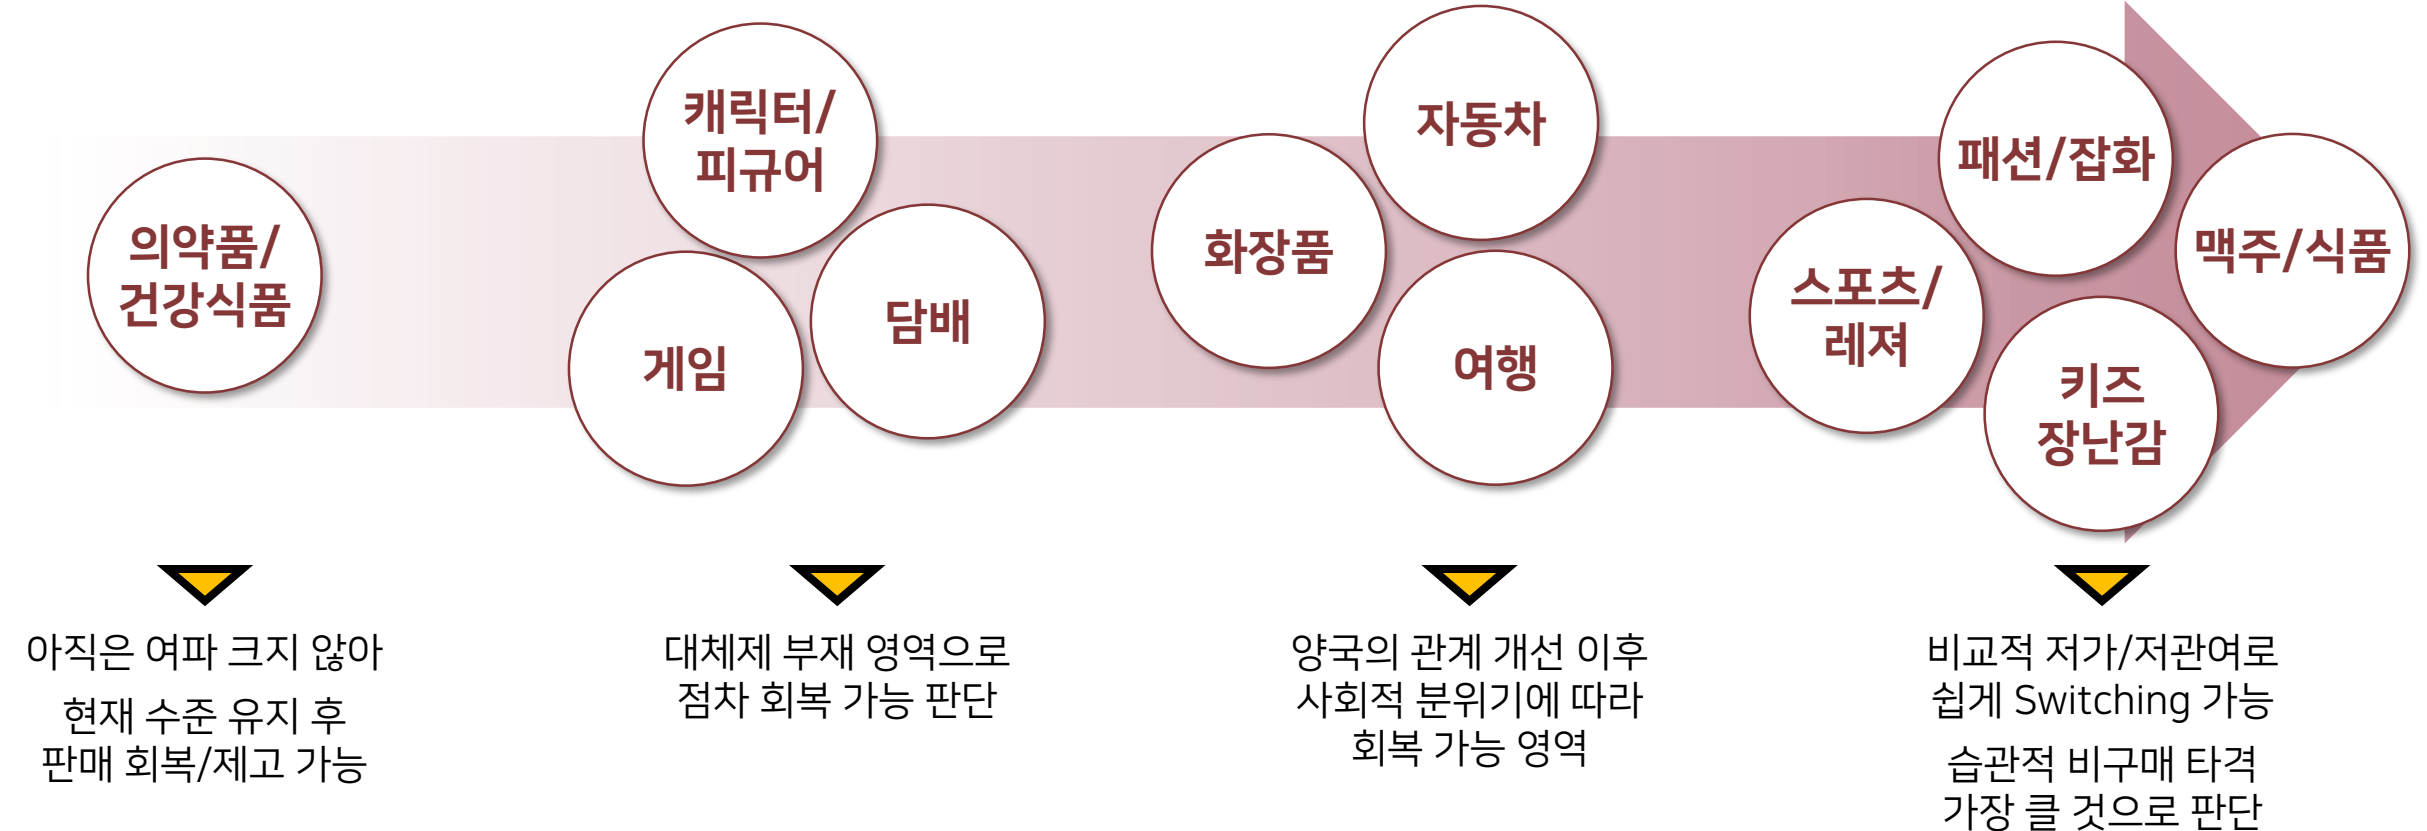 의약품/
건강식품
캐릭터/
피규어
게임
담배
화장품
자동차
여행
스포츠/
레져
패션/잡화
키즈
장난감
맥주/식품
아직은 여파 크지 않아
현재 수준 유지 후
판매 회복/제고 가능
대체제 부재 영역으로
점차 회복 가능 판단
양국의 관계 개선 이후
사회적 분위기에 따라
회복 가능 영역
비교적 저가/저관여로
쉽게 Switching 가능
습관적 비구매 타격
가장 클 것으로 판단